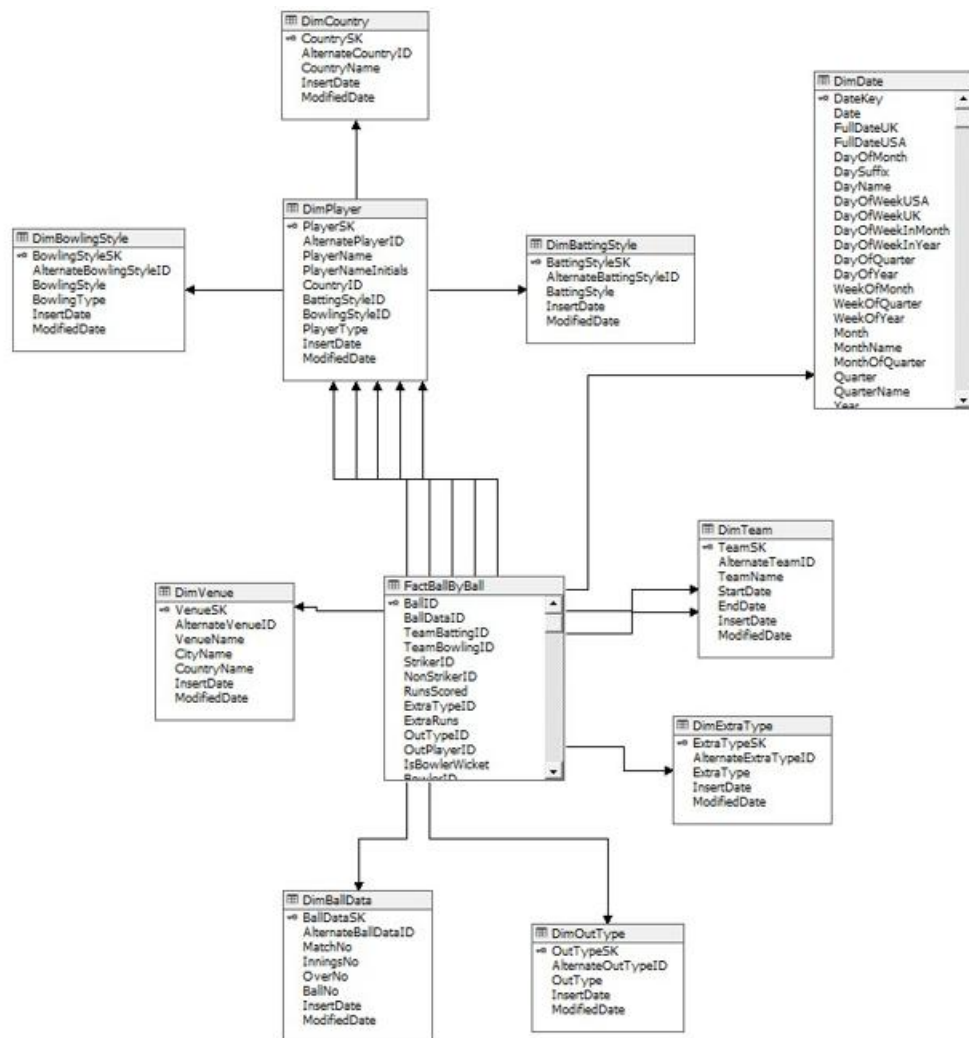 DimCountry
CountrySK
AlternateCountryID
CountryName
InsertDate
ModifiedDate
DimDate
DateKey
Date
FullDateUK
FullDateUSA
DayOfMonth
DaySuffix
DayName
DayOfWeekUSA
DayOfWeekUK
DayOfWeekInMonth
DayOfWeekInYear
DayOfQuarter
DayOfYear
WeekOfMonth
WeekOfQuarter
WeekOfYear
Month
MonthName
MonthOfQuarter
Quarter
QuarterName
Year
DimPlayer
PlayerSK
AlternatePlayerID
PlayerName
PlayerNameInitials
CountryID
BattingStyleID
BowlingStyleID
PlayerType
InsertDate
ModifiedDate
DimBowlingStyle
BowlingStyleSK
AlternateBowlingStyleID
BowlingStyle
BowlingType
InsertDate
ModifiedDate
DimBattingStyle
BattingStyleSK
AlternateBattingStyleID
BattingStyle
InsertDate
ModifiedDate
DimTeam
TeamSK
AlternateTeamID
TeamName
StartDate
EndDate
InsertDate
ModifiedDate
FactBallByBall
BallID
BallDataID
TeamBattingID
TeamBowlingID
StrikerID
NonStrikerID
RunsScored
ExtraTypeID
ExtraRuns
OutTypeID
OutPlayerID
IsBowlerWicket
BowlerID
DimVenue
VenueSK
AlternateVenueID
VenueName
CityName
CountryName
InsertDate
ModifiedDate
DimExtraType
ExtraTypeSK
AlternateExtraTypeID
ExtraType
InsertDate
ModifiedDate
DimBallData
BallDataSK
AlternateBallDataID
MatchNo
InningsNo
OverNo
BallNo
InsertDate
ModifiedDate
DimOutType
OutTypeSK
AlternateOutTypeID
OutType
InsertDate
ModifiedDate